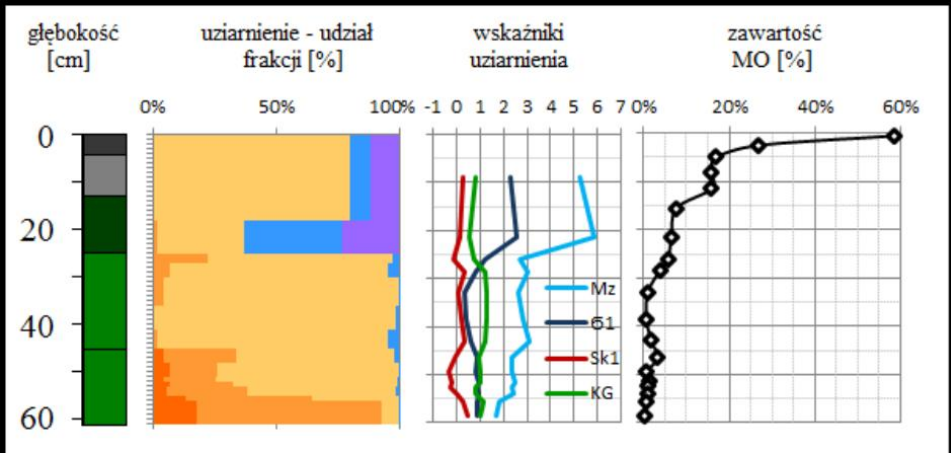 głębokość
[cm]
uziarnienie - udział
frakcji [%]
wskaźniki
uziarnienia
zawartość
MO [%]
0% 50% 100%
-1 0 1 2 3 4 5 6 7
0% 20% 40% 60%
0
20
40
60
Mz
б1
Sk1
KG